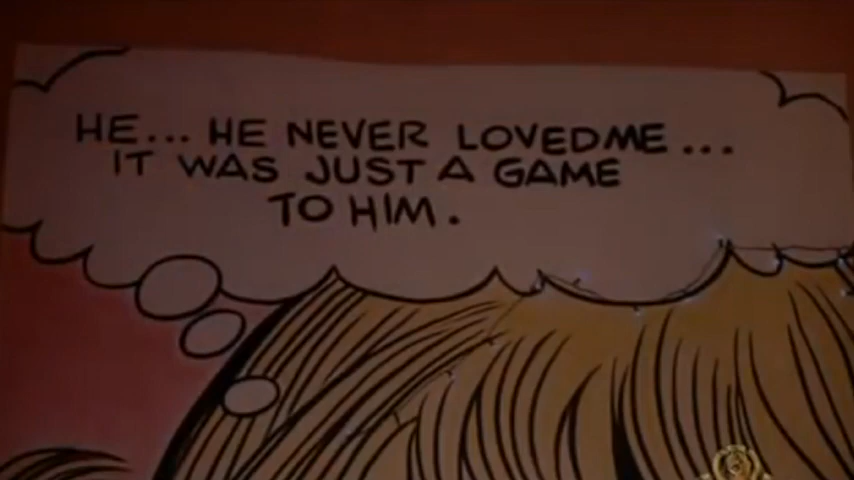 HE... HE NEVER LOVEDME...
IT WAS JUST A GAME
TO HIM.